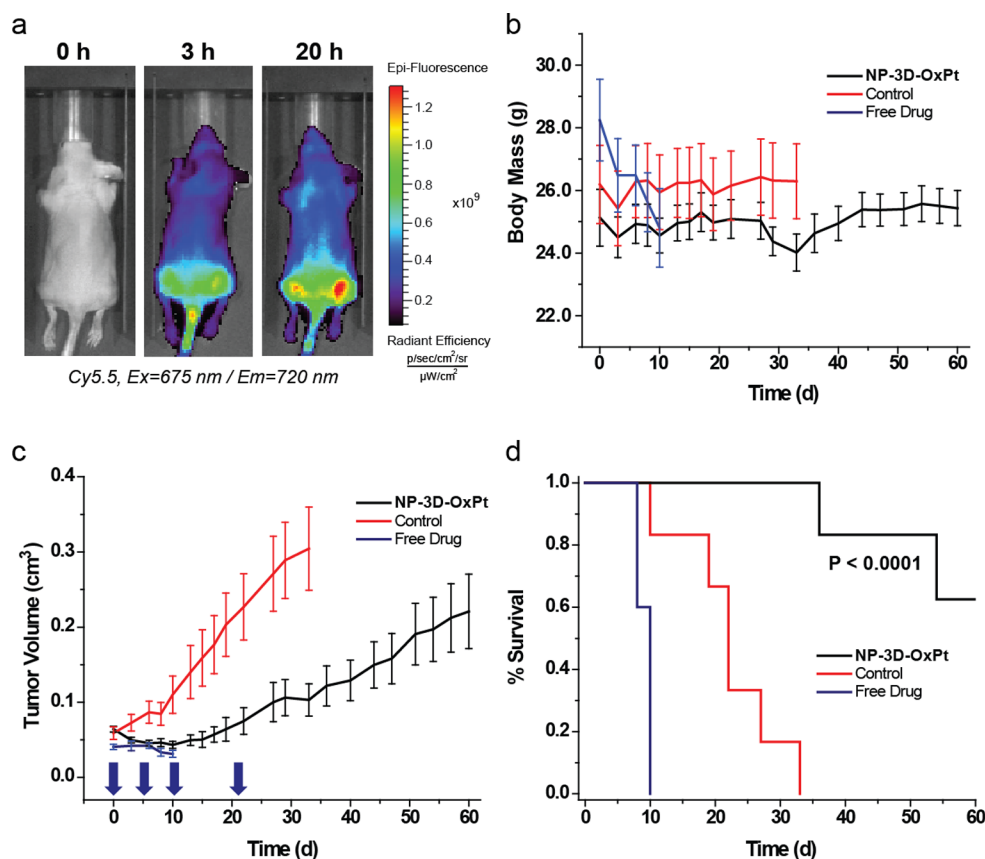 a
0 h
3 h
20 h
Epi-Fluorescence
1.2
1.0
0.8
0.6
0.4
0.2
x10⁹
Radiant Efficiency
p/sec/cm²/sr
µW/cm²
Cy5.5, Ex=675 nm / Em=720 nm
b
Body Mass (g)
30.0
28.0
26.0
24.0
22.0
NP-3D-OxPt
Control
Free Drug
0 10 20 30 40 50 60
Time (d)
c
Tumor Volume (cm³)
0.4
0.3
0.2
0.1
0.0
NP-3D-OxPt
Control
Free Drug
0 10 20 30 40 50 60
Time (d)
d
% Survival
1.0
0.8
0.6
0.4
0.2
0.0
P < 0.0001
NP-3D-OxPt
Control
Free Drug
0 10 20 30 40 50 60
Time (d)